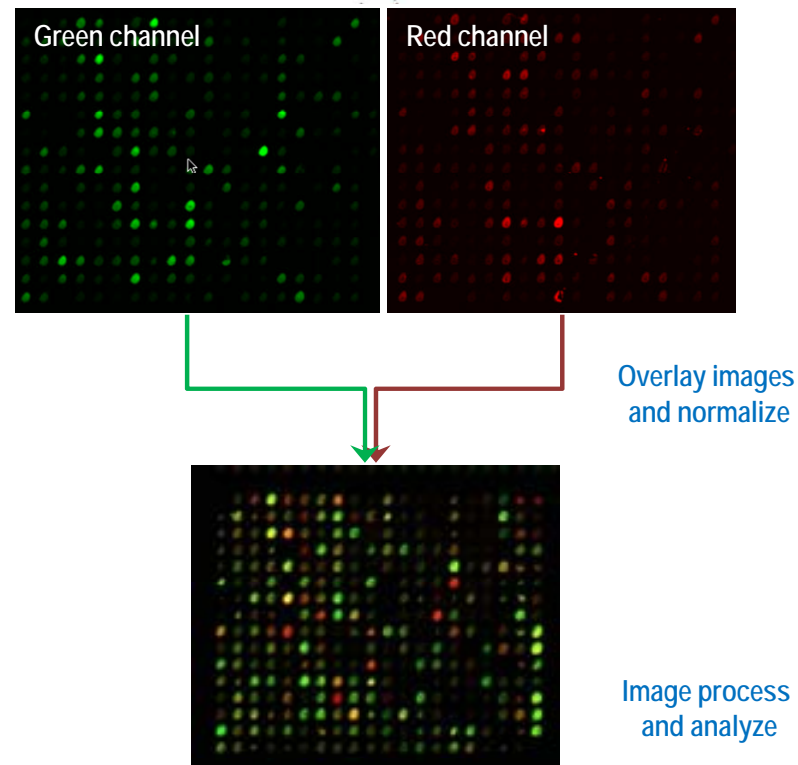 Green channel
Red channel
Overlay images
and normalize
Image process
and analyze